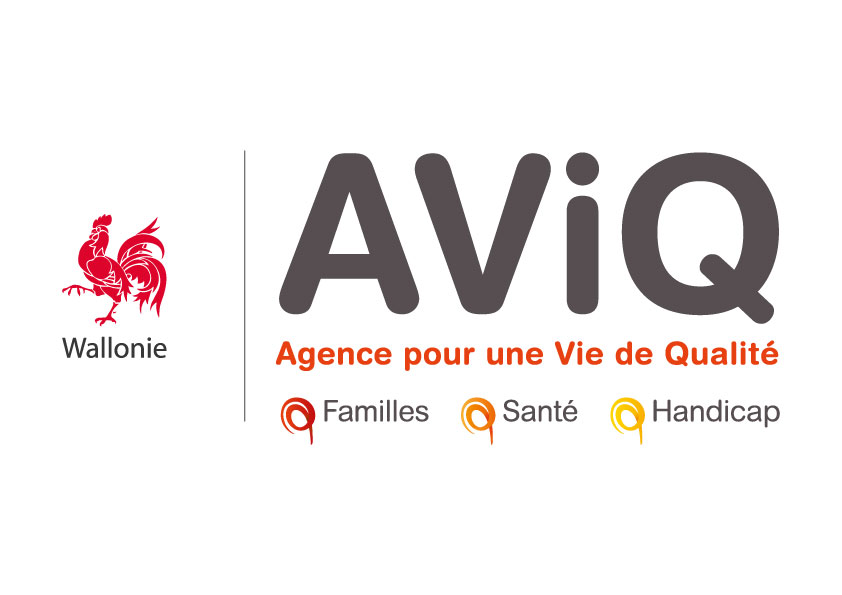 Wallonie
AViQ
Agence pour une Vie de Qualité
Familles Santé Handicap